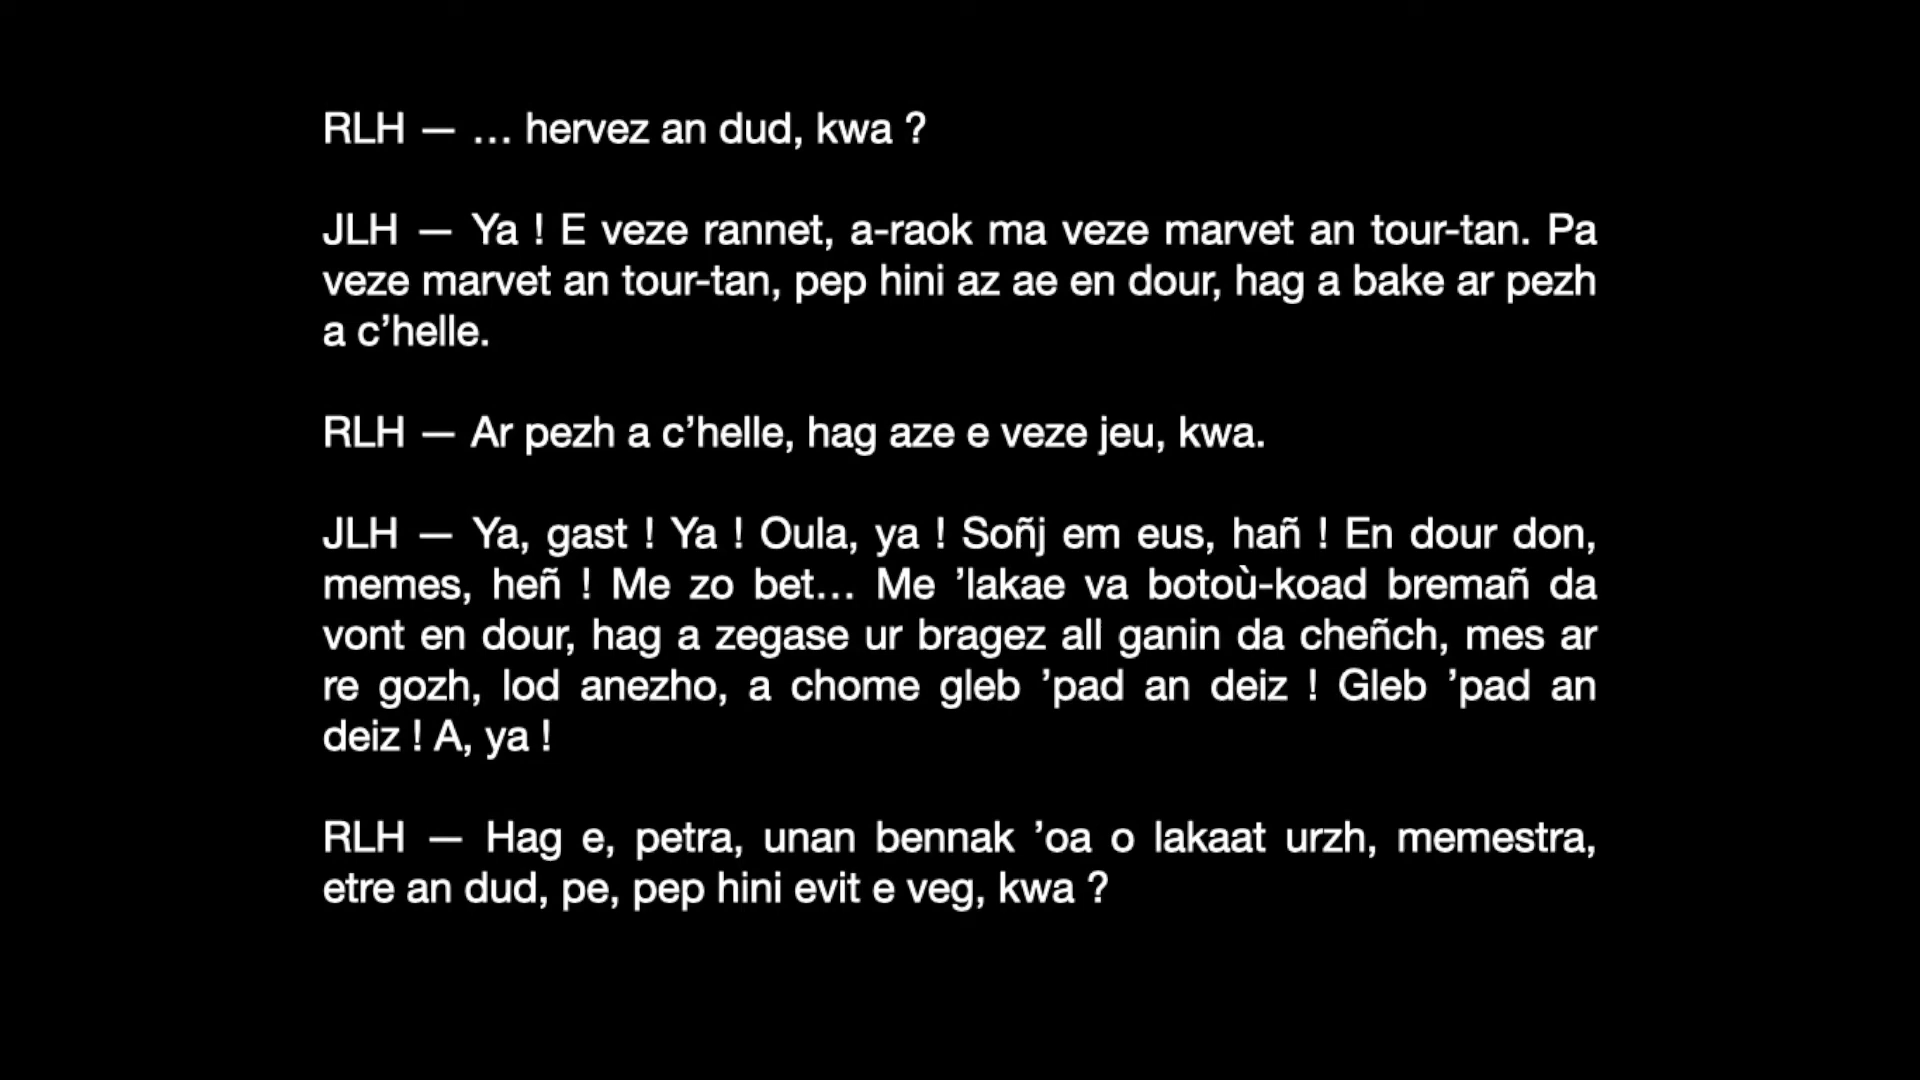 RLH — … hervez an dud, kwa ?
JLH — Ya ! E veze rannet, a-raok ma veze marvet an tour-tan. Pa
veze marvet an tour-tan, pep hini az ae en dour, hag a bake ar pezh
a c’helle.
RLH — Ar pezh a c’helle, hag aze e veze jeu, kwa.
JLH — Ya, gast ! Ya ! Oula, ya ! Soñj em eus, hañ ! En dour don,
memes, heñ ! Me zo bet… Me ’lakae va botoù-koad bremañ da
vont en dour, hag a zegase ur bragez all ganin da cheñch, mes ar
re gozh, lod anezho, a chome gleb ’pad an deiz ! Gleb ’pad an
deiz ! A, ya !
RLH — Hag e, petra, unan bennak ’oa o lakaat urzh, memestra,
etre an dud, pe, pep hini evit e veg, kwa ?